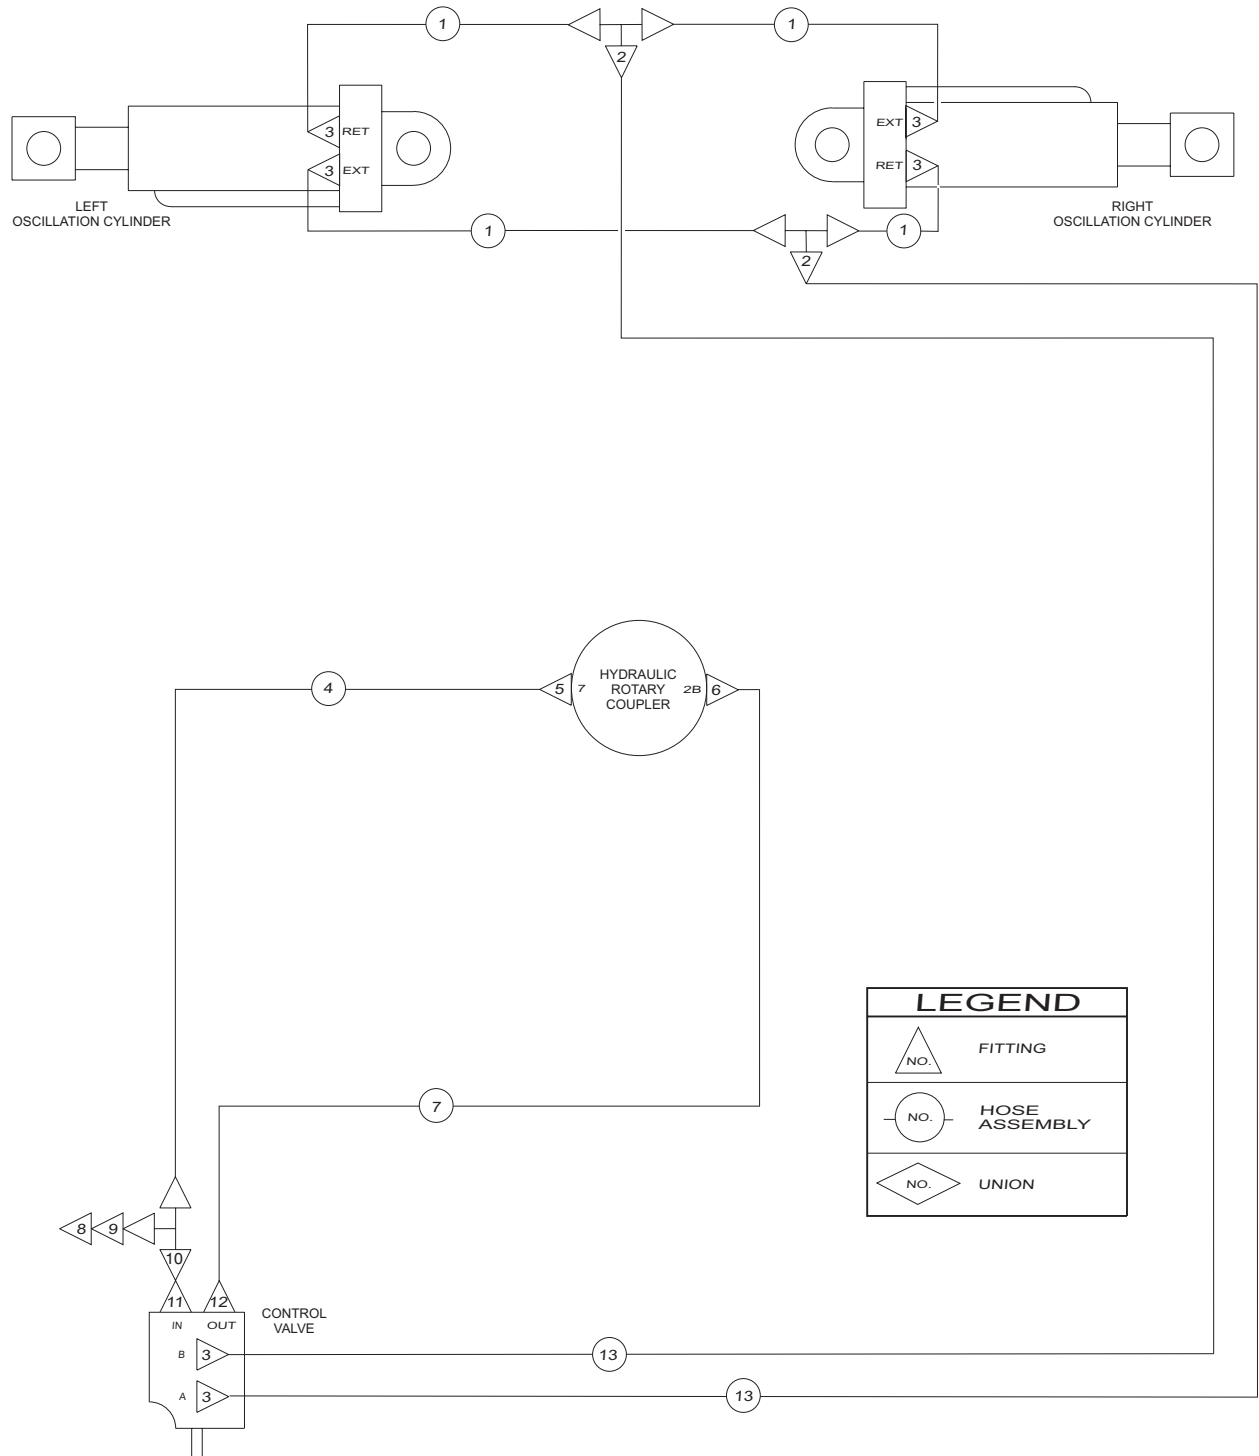 1
1
2
3
RET
3
EXT
EXT
3
RET
3
LEFT
OSCILLATION CYLINDER
RIGHT
OSCILLATION CYLINDER
1
1
2
4
5
7
HYDRAULIC
ROTARY
COUPLER
2B
6
7
LEGEND
NO.
FITTING
NO.
HOSE
ASSEMBLY
NO.
UNION
8
9
10
11
12
IN
OUT
CONTROL
VALVE
B
3
13
A
3
13